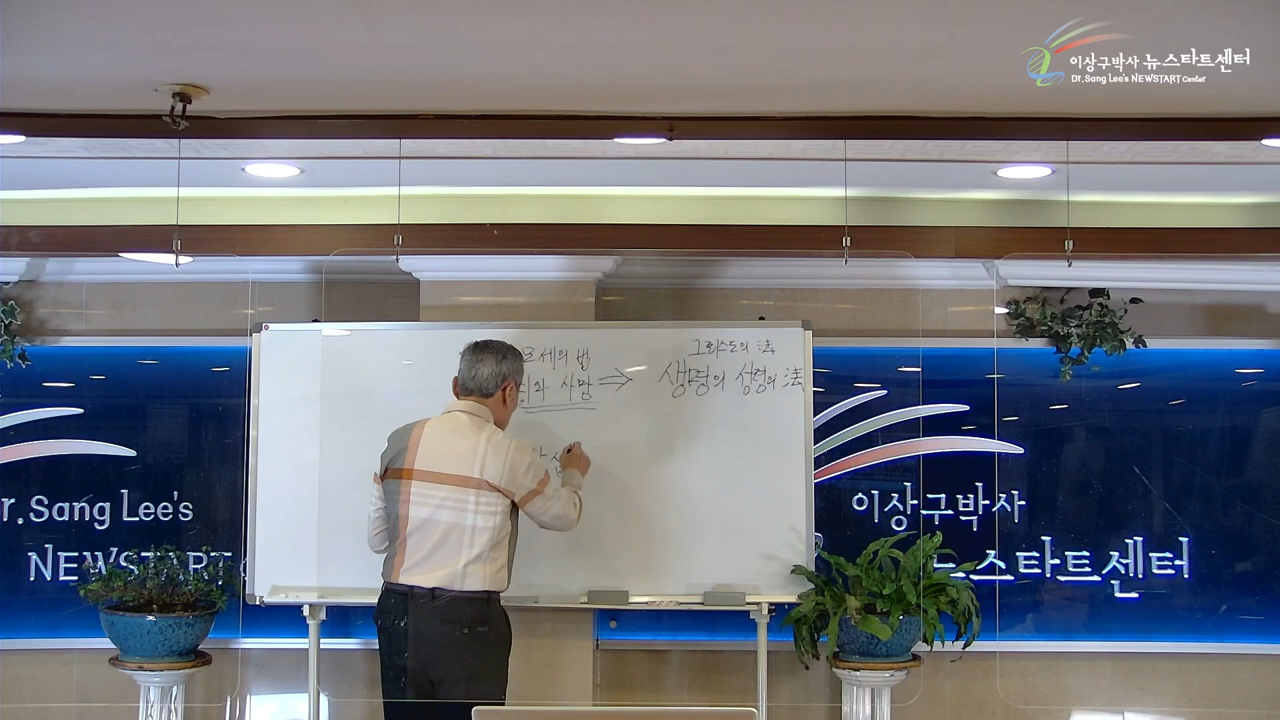 이상구박사 뉴스타트센터
Dr. Sang Lee's NEWSTART Center
모세의 법
죄와 사망 ⇒
그리스도의 法
생명의 성령의 法
r. Sang Lee's
NEWSTART
이상구박사
뉴스타트센터